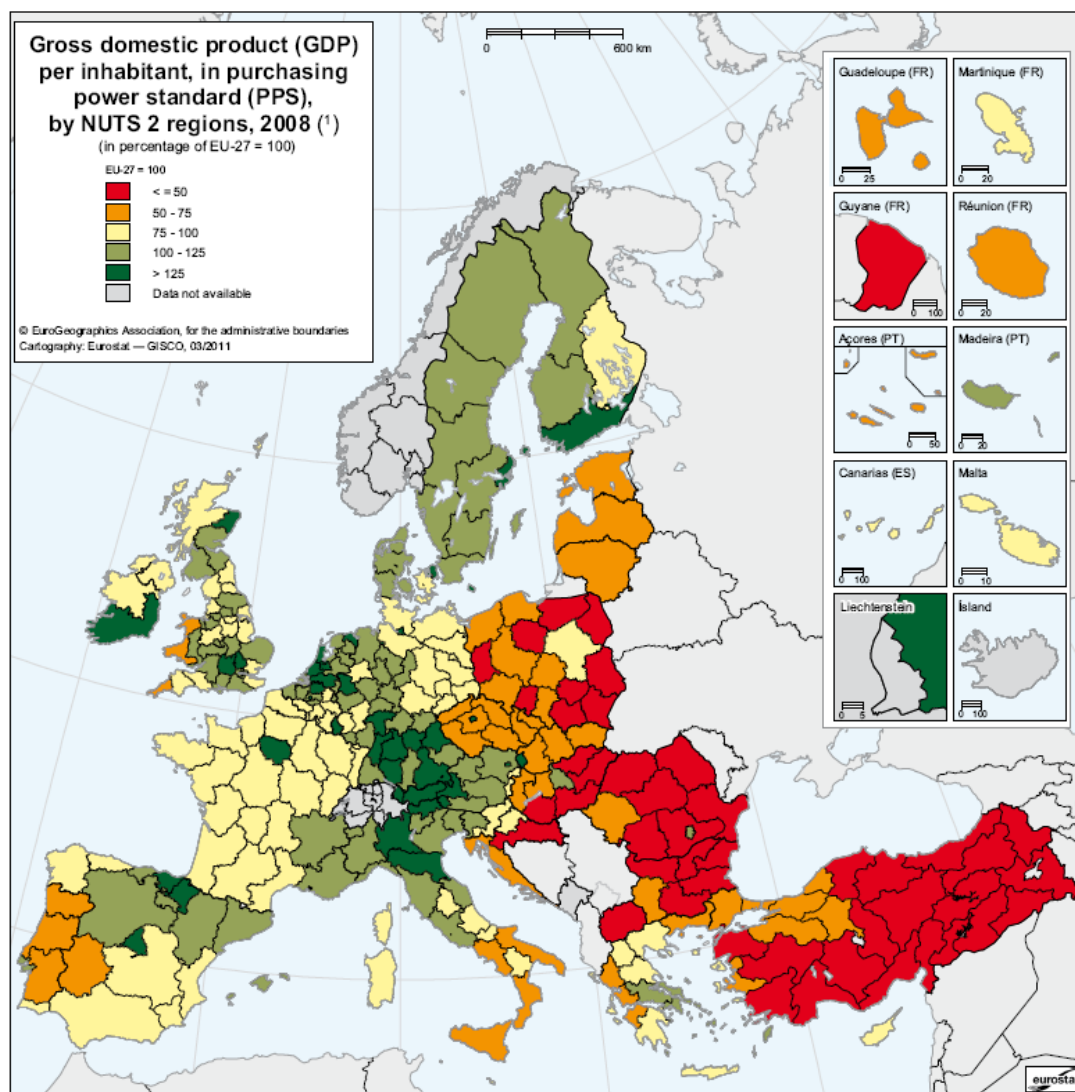 Gross domestic product (GDP)
per inhabitant, in purchasing
power standard (PPS),
by NUTS 2 regions, 2008 (¹)
(in percentage of EU-27 = 100)
EU-27 = 100
< = 50
50 - 75
75 - 100
100 - 125
> 125
Data not available
© EuroGeographics Association, for the administrative boundaries
Cartography: Eurostat — GISCO, 03/2011
0 600 km
Guadeloupe (FR)
0 25
Martinique (FR)
0 20
Guyane (FR)
0 100
Réunion (FR)
0 20
Açores (PT)
0 50
Madeira (PT)
0 20
Canarias (ES)
0 100
Malta
0 10
Liechtenstein
0 5
Ísland
0 100
eurostat